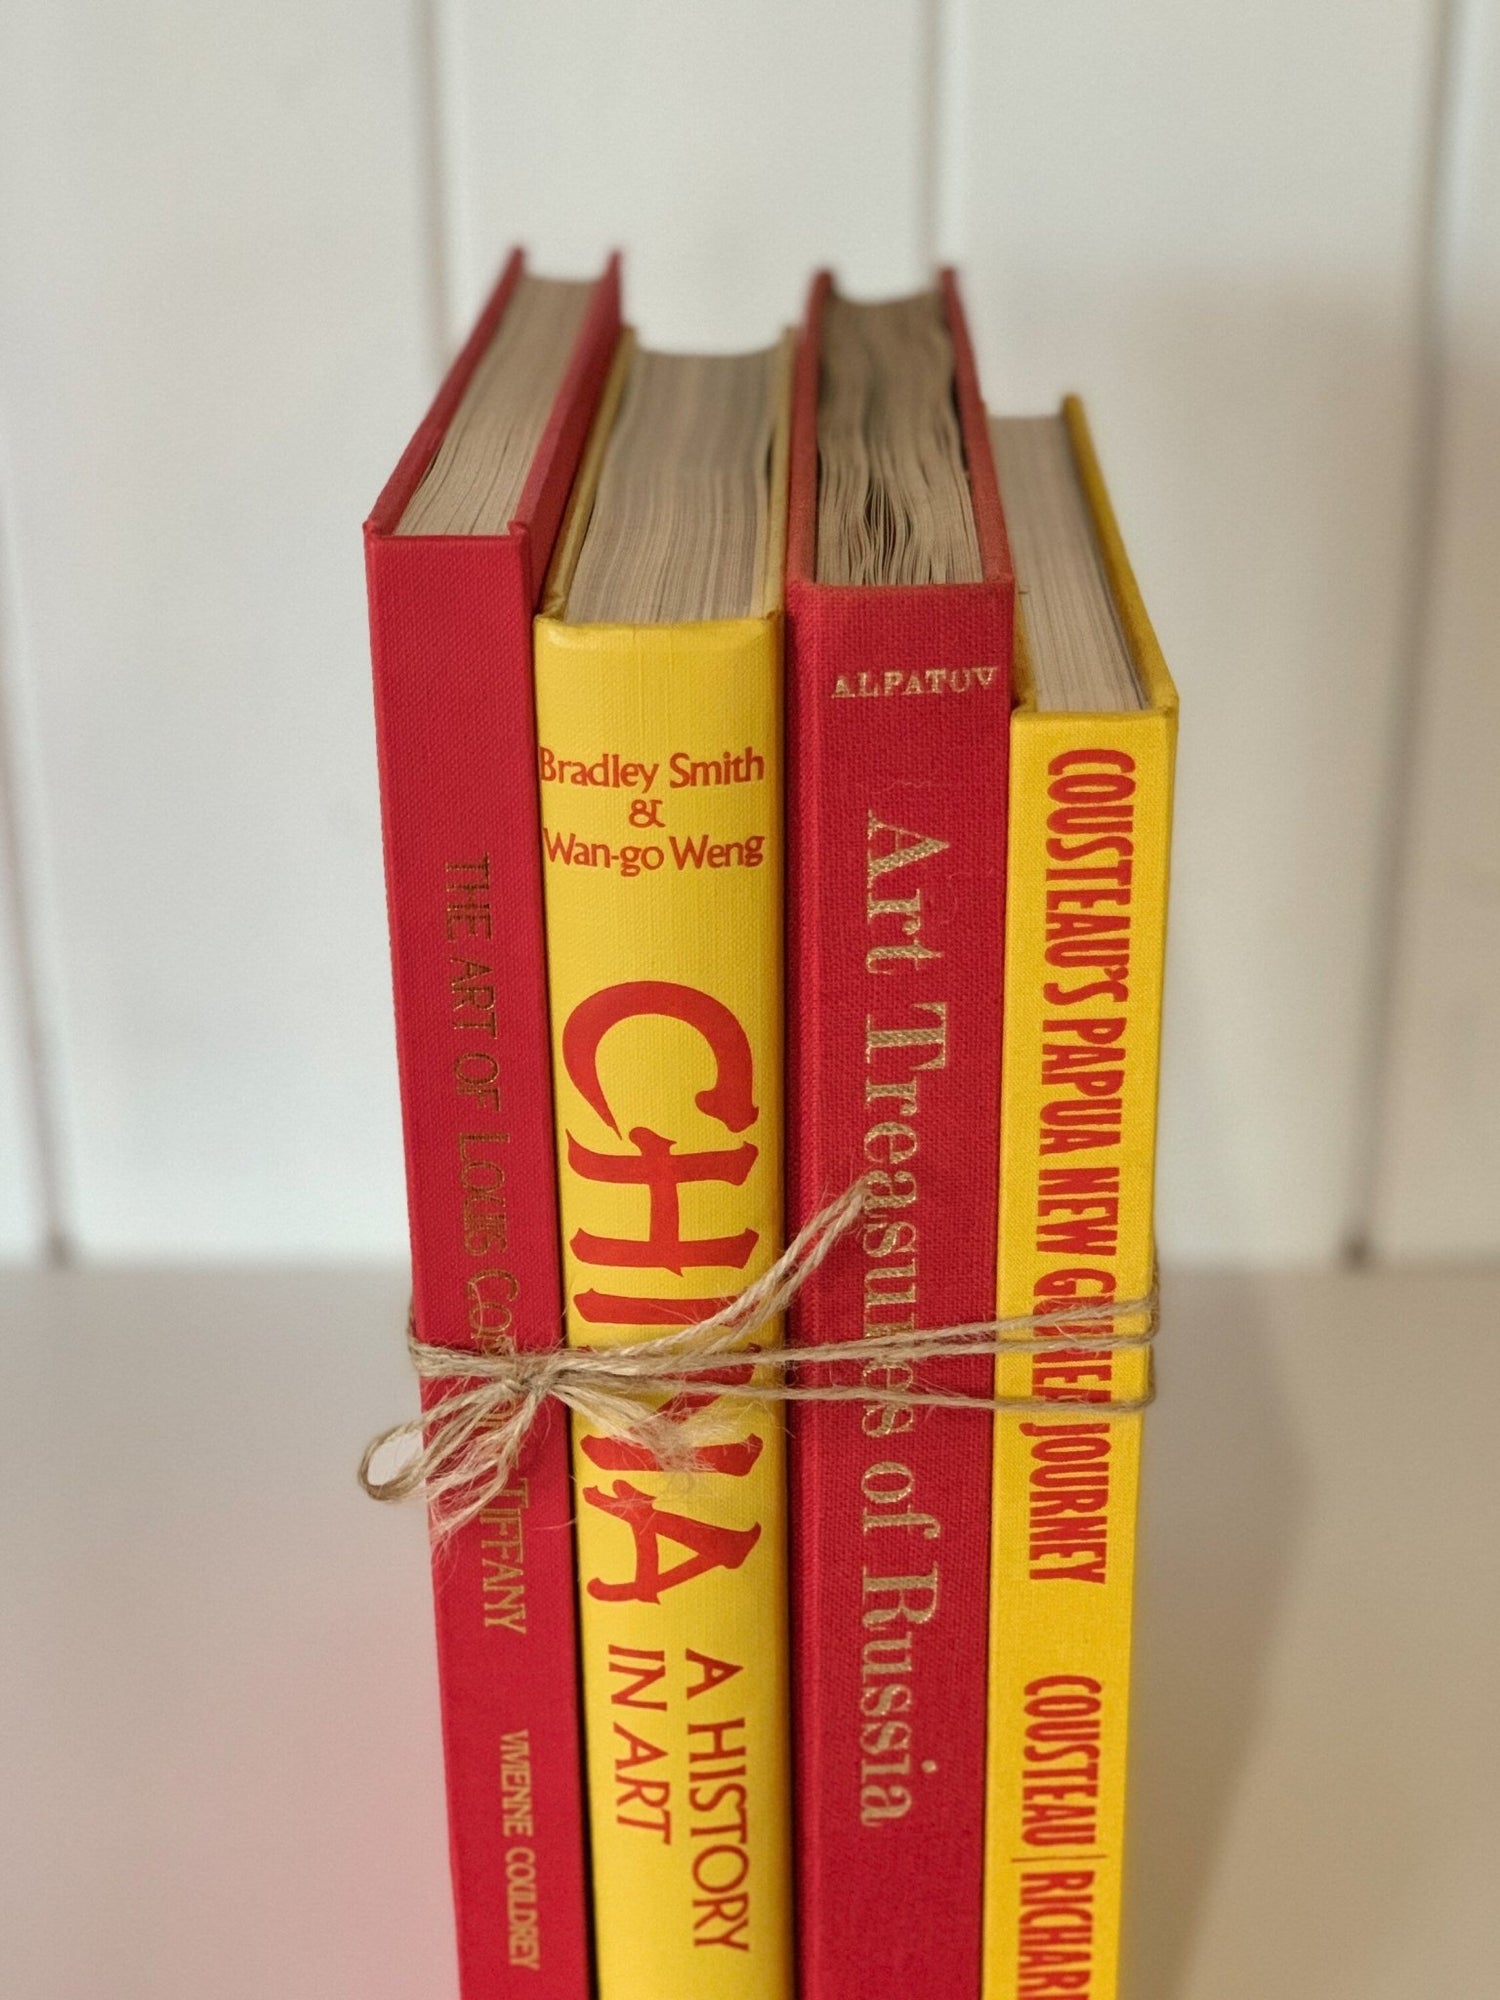 THE ART OF LOUIS COMFORT TIFFANY
VIVIENNE COULDREY
Bradley Smith
&
Wan-go Weng
CHINA
A HISTORY
IN ART
ALPATOV
Art Treasures of Russia
COUSTEAU'S PAPUA NEW GUINEA JOURNEY
COUSTEAU | RICHAR